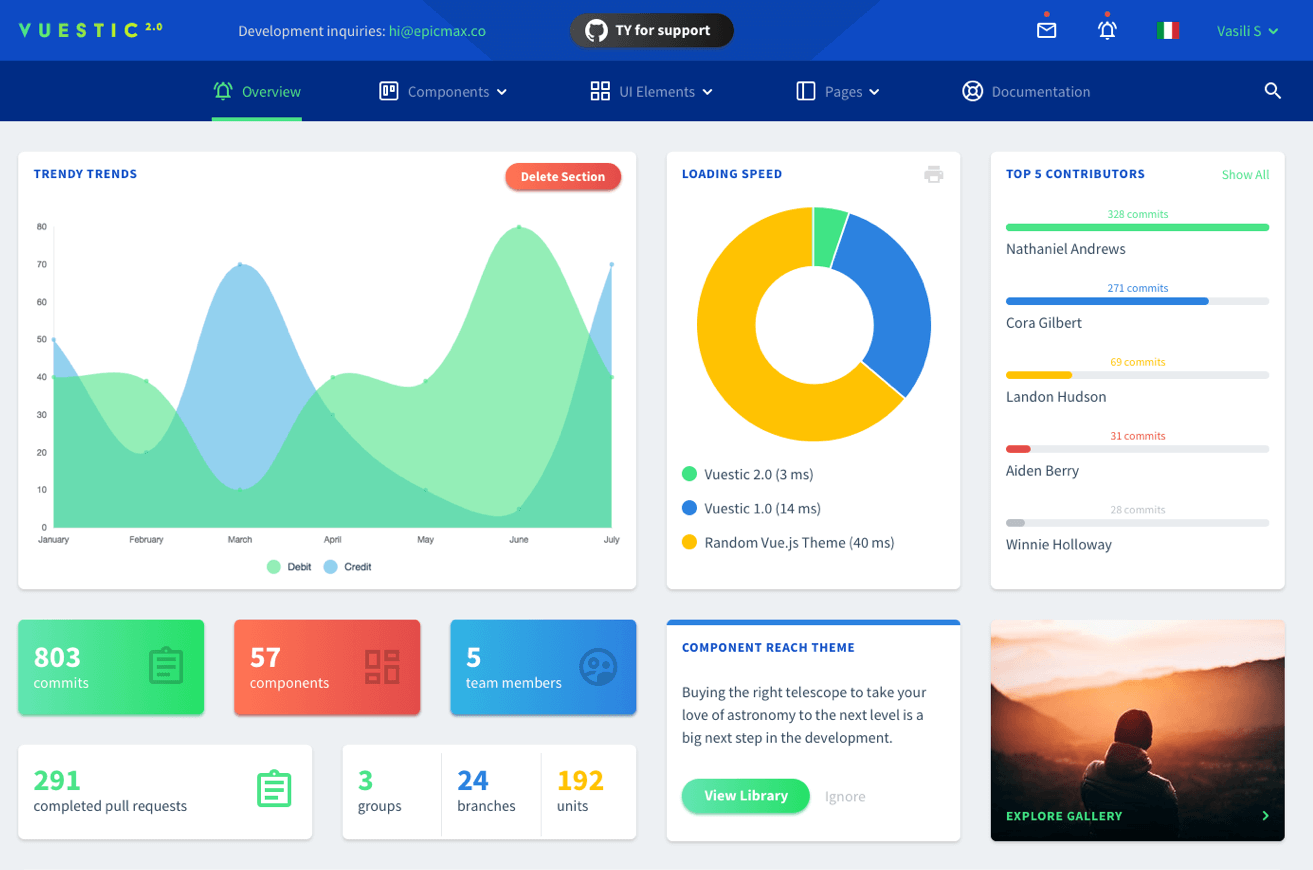 VUESTIC 2.0
Development inquiries: hi@epicmax.co
TY for support
Vasili S
Overview
Components
UI Elements
Pages
Documentation
TRENDY TRENDS
Delete Section
80
70
60
50
40
30
20
10
0
January February March April May June July
Debit Credit
LOADING SPEED
Vuestic 2.0 (3 ms)
Vuestic 1.0 (14 ms)
Random Vue.js Theme (40 ms)
TOP 5 CONTRIBUTORS
Show All
328 commits
Nathaniel Andrews
271 commits
Cora Gilbert
69 commits
Landon Hudson
31 commits
Aiden Berry
28 commits
Winnie Holloway
803
commits
57
components
5
team members
291
completed pull requests
3
groups
24
branches
192
units
COMPONENT REACH THEME
Buying the right telescope to take your
love of astronomy to the next level is a
big next step in the development.
View Library
Ignore
EXPLORE GALLERY